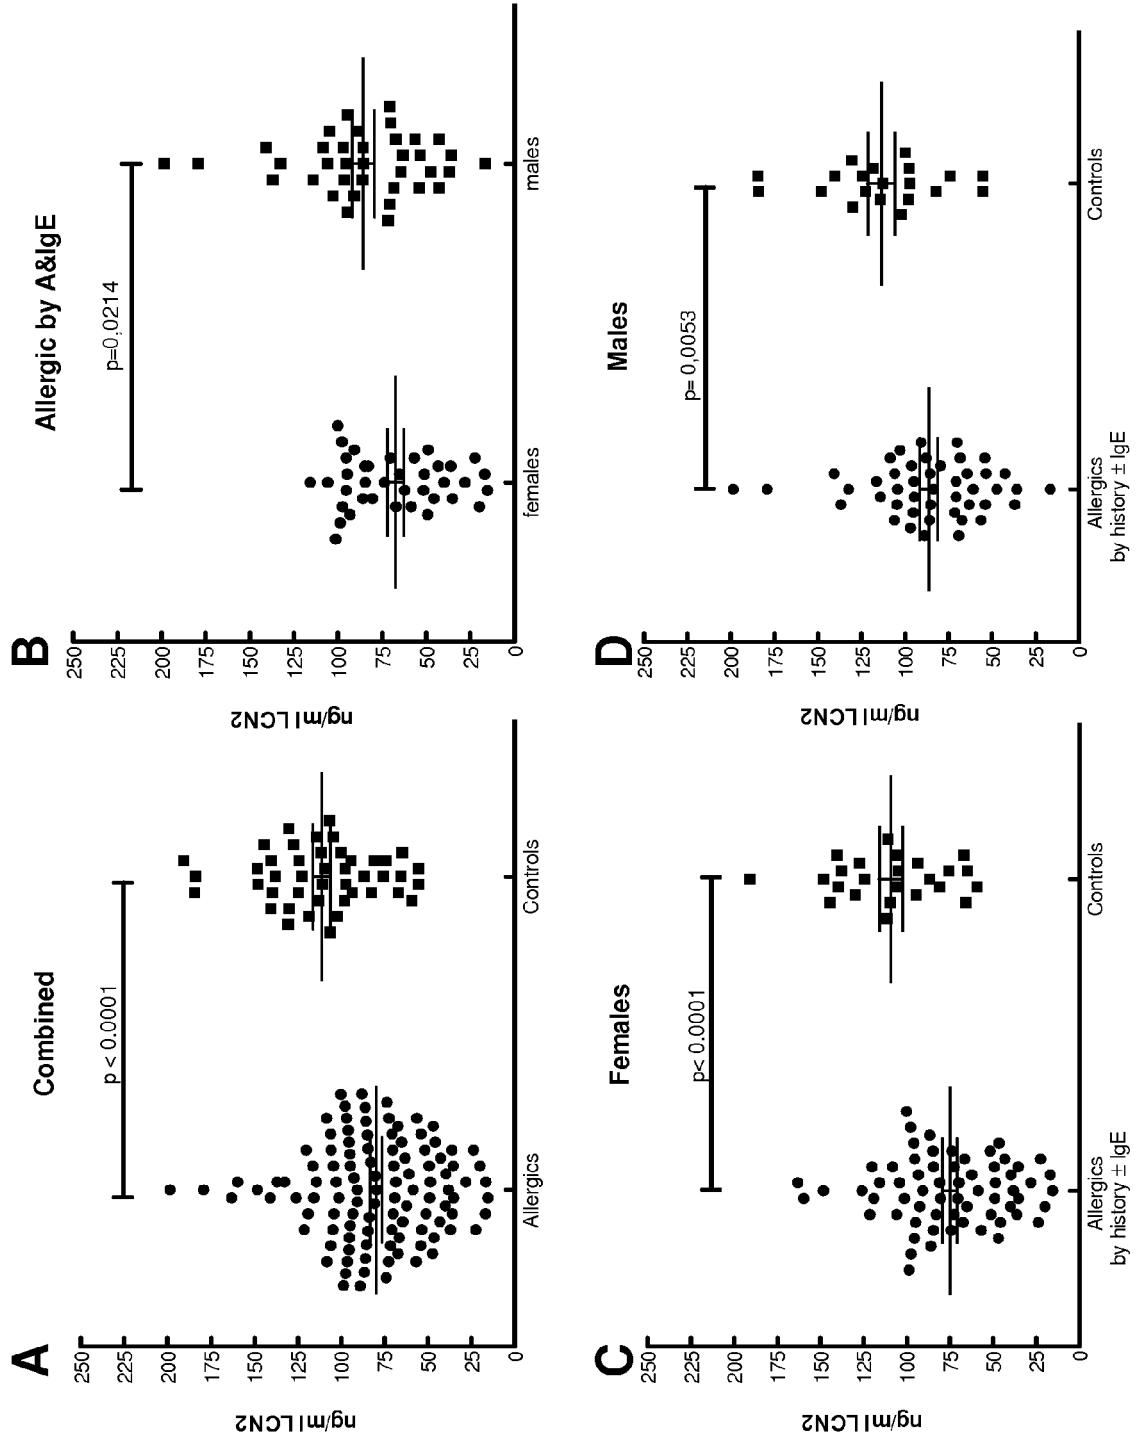 A
Combined
p < 0.0001
ng/ml LCN2
250
225
200
175
150
125
100
75
50
25
0
Allergics
Controls
B
Allergic by A&IgE
p=0,0214
ng/ml LCN2
250
225
200
175
150
125
100
75
50
25
0
females
males
C
Females
p< 0.0001
ng/ml LCN2
250
225
200
175
150
125
100
75
50
25
0
Allergics
by history ± IgE
Controls
D
Males
p= 0,0053
ng/ml LCN2
250
225
200
175
150
125
100
75
50
25
0
Allergics
by history ± IgE
Controls